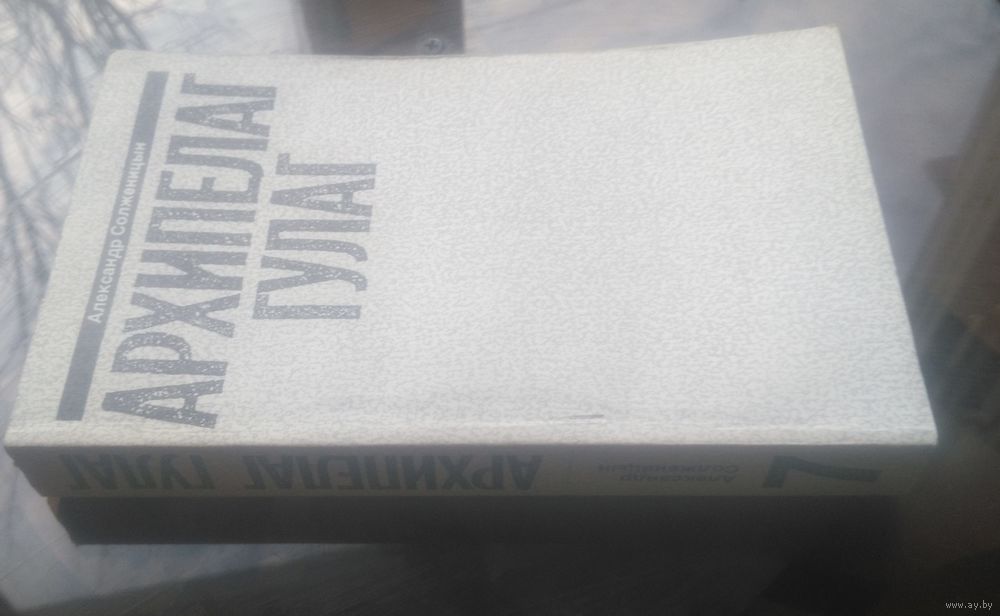 Александр Солженицын
АРХИПЕЛАГ
ГУЛАГ
7
Александр
Солженицын
АРХИПЕЛАГ ГУЛАГ
www.ay.by